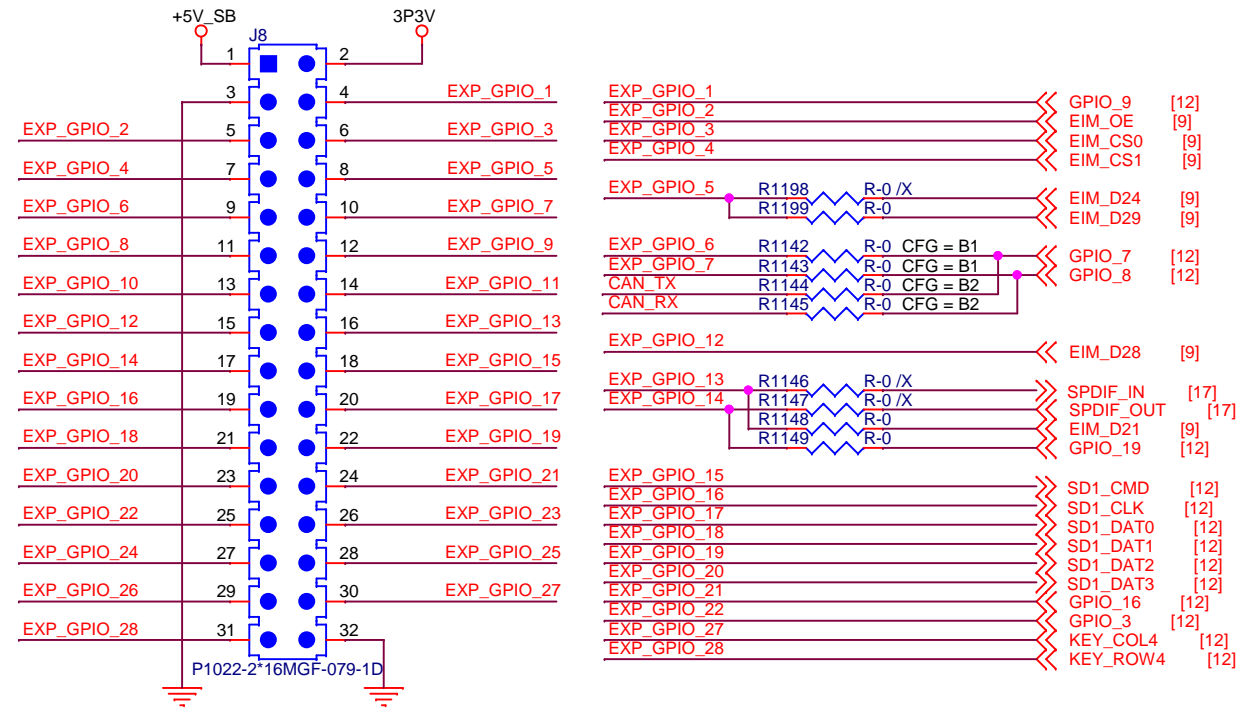 +5V_SB 3P3V
J8
1 2
3 4 EXP_GPIO_1
EXP_GPIO_2 5 6 EXP_GPIO_3
EXP_GPIO_4 7 8 EXP_GPIO_5
EXP_GPIO_6 9 10 EXP_GPIO_7
EXP_GPIO_8 11 12 EXP_GPIO_9
EXP_GPIO_10 13 14 EXP_GPIO_11
EXP_GPIO_12 15 16 EXP_GPIO_13
EXP_GPIO_14 17 18 EXP_GPIO_15
EXP_GPIO_16 19 20 EXP_GPIO_17
EXP_GPIO_18 21 22 EXP_GPIO_19
EXP_GPIO_20 23 24 EXP_GPIO_21
EXP_GPIO_22 25 26 EXP_GPIO_23
EXP_GPIO_24 27 28 EXP_GPIO_25
EXP_GPIO_26 29 30 EXP_GPIO_27
EXP_GPIO_28 31 32
P1022-2*16MGF-079-1D
EXP_GPIO_1 GPIO_9 [12]
EXP_GPIO_2 EIM_OE [9]
EXP_GPIO_3 EIM_CS0 [9]
EXP_GPIO_4 EIM_CS1 [9]
EXP_GPIO_5 R1198 R-0 /X EIM_D24 [9]
R1199 R-0 EIM_D29 [9]
EXP_GPIO_6 R1142 R-0 CFG = B1 GPIO_7 [12]
EXP_GPIO_7 R1143 R-0 CFG = B1 GPIO_8 [12]
CAN_TX R1144 R-0 CFG = B2
CAN_RX R1145 R-0 CFG = B2
EXP_GPIO_12 EIM_D28 [9]
EXP_GPIO_13 R1146 R-0 /X SPDIF_IN [17]
EXP_GPIO_14 R1147 R-0 /X SPDIF_OUT [17]
R1148 R-0 EIM_D21 [9]
R1149 R-0 GPIO_19 [12]
EXP_GPIO_15 SD1_CMD [12]
EXP_GPIO_16 SD1_CLK [12]
EXP_GPIO_17 SD1_DAT0 [12]
EXP_GPIO_18 SD1_DAT1 [12]
EXP_GPIO_19 SD1_DAT2 [12]
EXP_GPIO_20 SD1_DAT3 [12]
EXP_GPIO_21 GPIO_16 [12]
EXP_GPIO_22 GPIO_3 [12]
EXP_GPIO_27 KEY_COL4 [12]
EXP_GPIO_28 KEY_ROW4 [12]